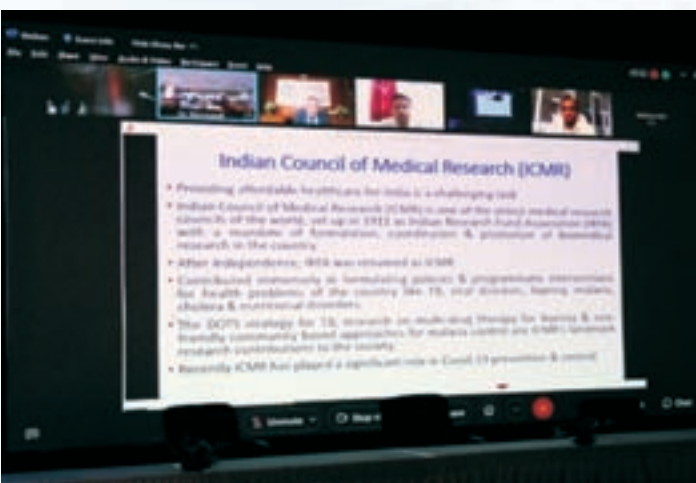 Indian Council of Medical Research (ICMR)
• Providing affordable healthcare for India is a challenging task
• Indian Council of Medical Research (ICMR) is one of the oldest medical research
councils of the world, set up in 1911 as Indian Research Fund Association (IRFA)
with a mandate of formulation, coordination & promotion of biomedical
research in the country
• After independence, IRFA was renamed as ICMR
• Contributed immensely in formulating policies & programmatic interventions
for health problems of the country like TB, viral diseases, leprosy, malaria,
cholera & nutritional disorders
• The DOTS strategy for TB, research on multi-drug therapy for leprosy & eco
friendly community based approaches for malaria control are ICMR's landmark
research contributions to the society
• Recently ICMR has played a significant role in Covid-19 prevention & control
Unmute
Chat